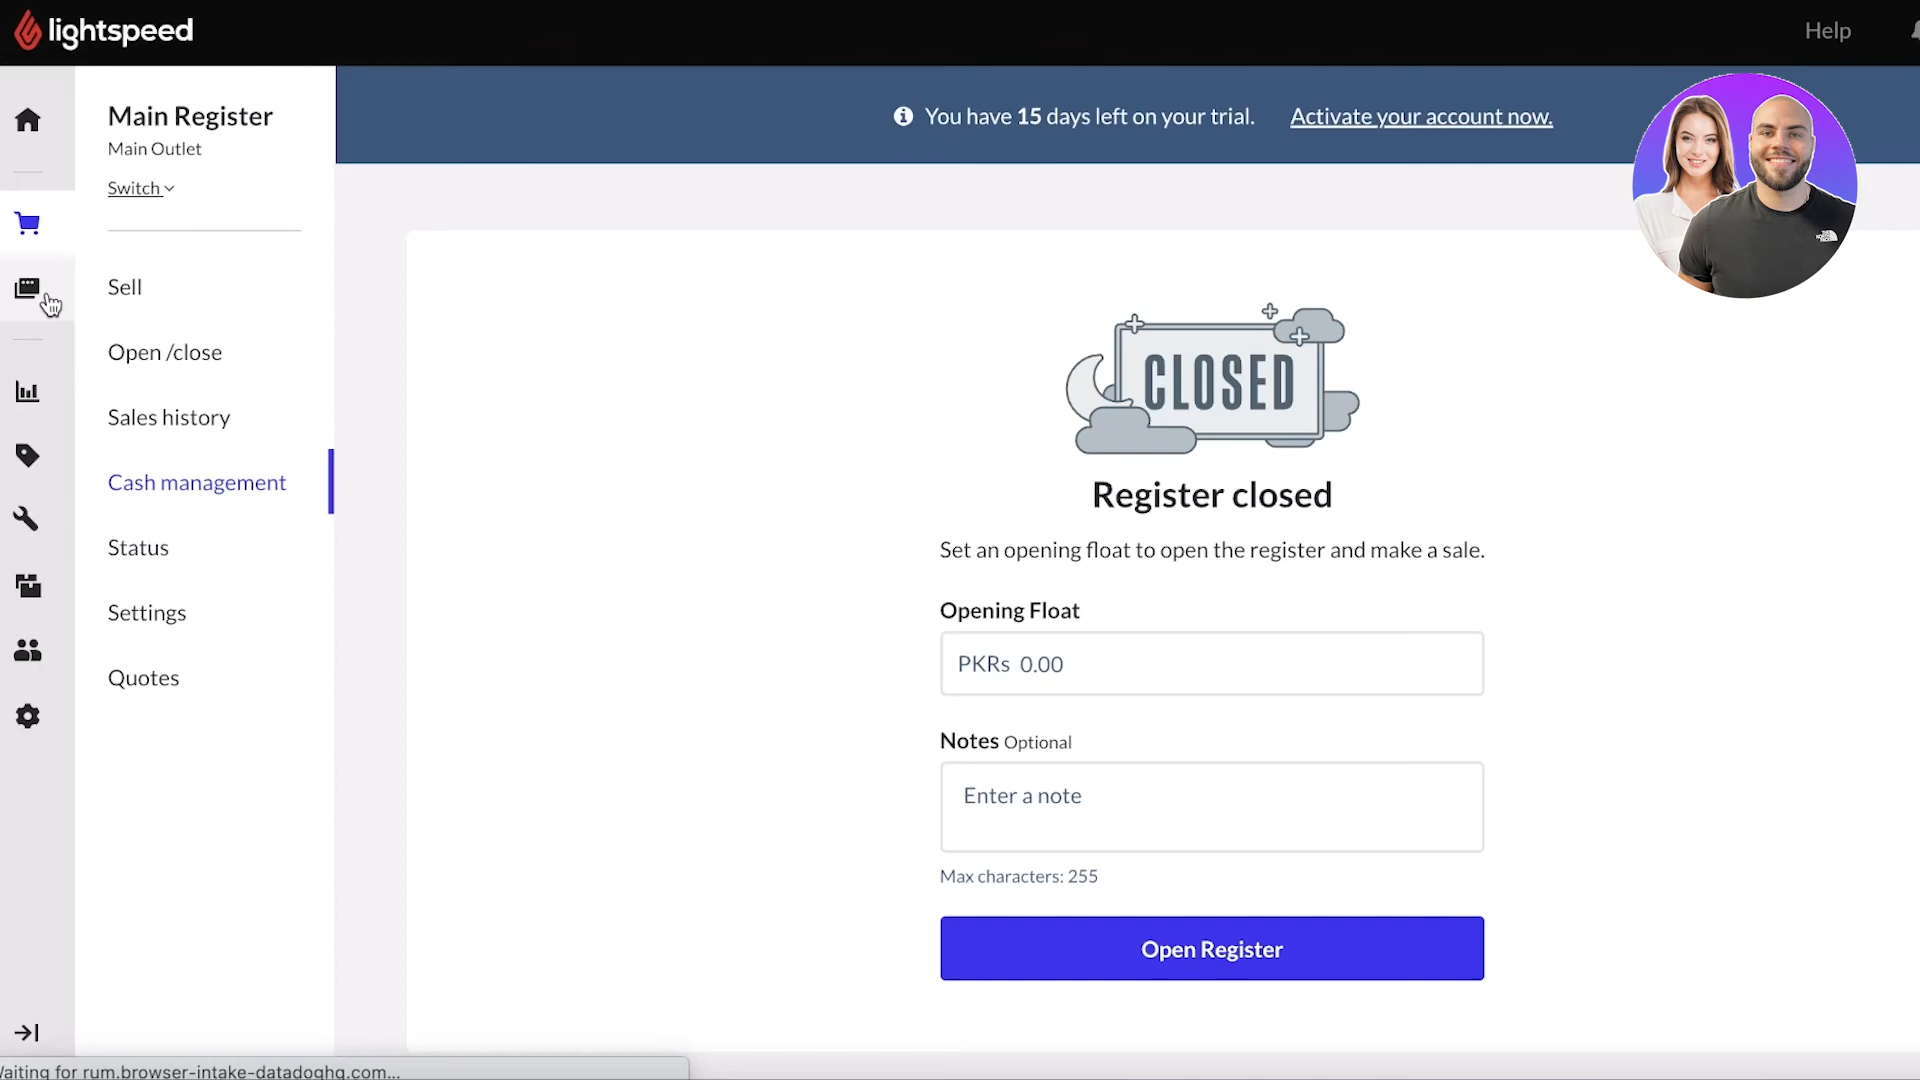 lightspeed
Help
Main Register
Main Outlet
Switch
You have 15 days left on your trial. Activate your account now.
Sell
Open /close
Sales history
Cash management
Status
Settings
Quotes
CLOSED
Register closed
Set an opening float to open the register and make a sale.
Opening Float
PKRs 0.00
Notes Optional
Enter a note
Max characters: 255
Open Register
THE NORTH FACE
aiting for rum.browser-intake-datadoghq.com...